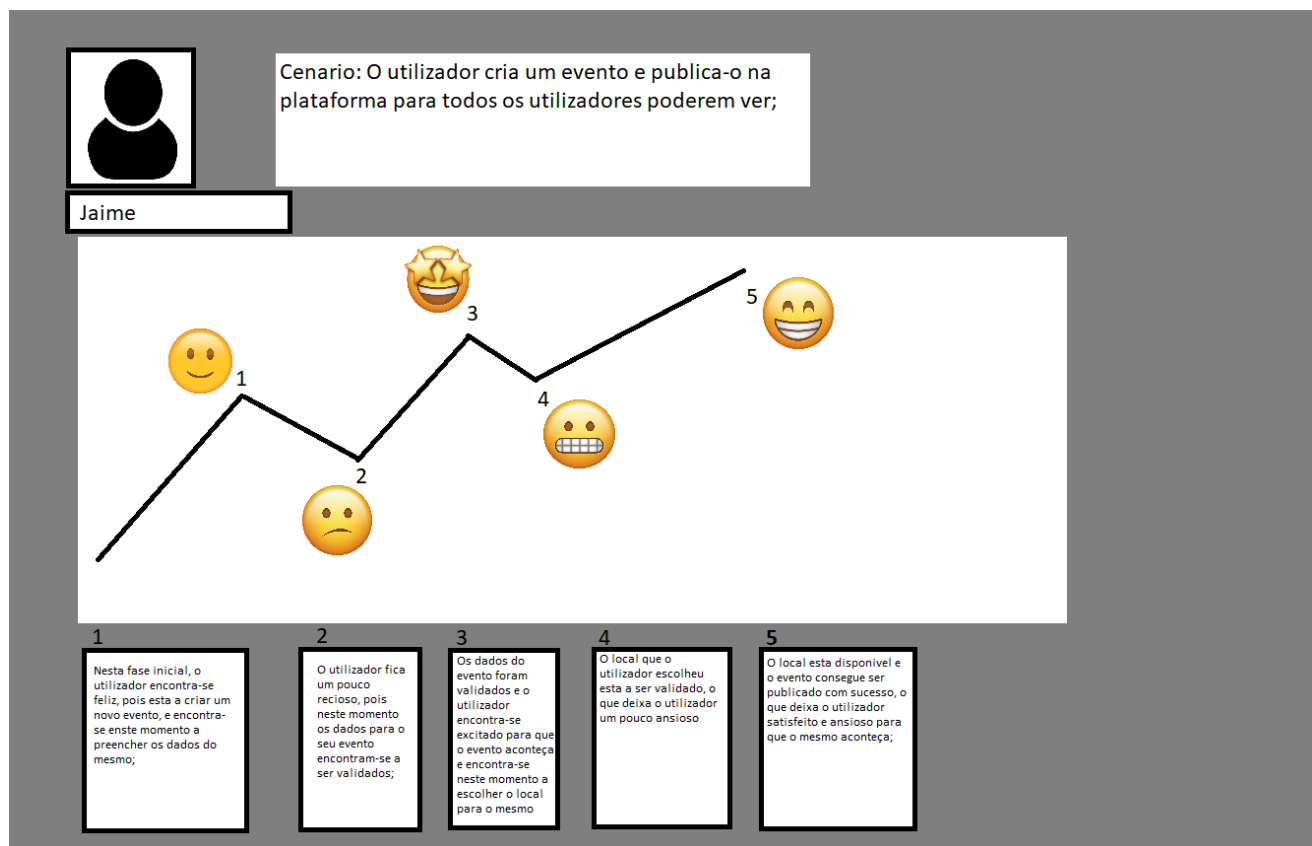 Cenario: O utilizador cria um evento e publica-o na
plataforma para todos os utilizadores poderem ver;
Jaime
1
2
3
4
5
1
Nesta fase inicial, o
utilizador encontra-se
feliz, pois esta a criar um
novo evento, e encontra-
se enste momento a
preencher os dados do
mesmo;
2
O utilizador fica
um pouco
recioso, pois
neste momento
os dados para o
seu evento
encontram-se a
ser validados;
3
Os dados do
evento foram
validados e o
utilizador
encontra-se
excitado para que
o evento aconteça
e encontra-se
neste momento a
escolher o local
para o mesmo
4
O local que o
utilizador escolheu
esta a ser validado, o
que deixa o utilizador
um pouco ansioso
5
O local esta disponivel e
o evento consegue ser
publicado com sucesso, o
que deixa o utilizador
satisfeito e ansioso para
que o mesmo aconteça;